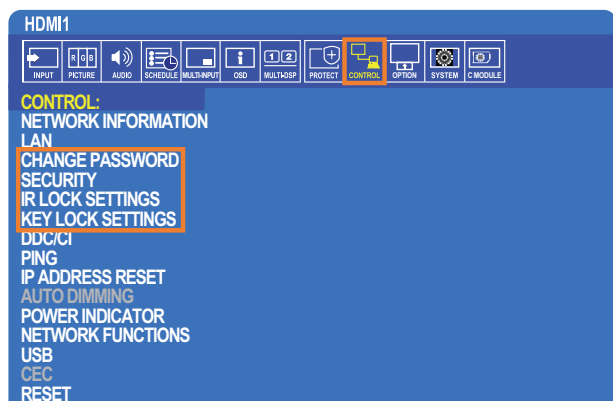 HDMI1
R G B 1 2
INPUT PICTURE AUDIO SCHEDULE MULTI-INPUT OSD MULTI-DSP PROTECT CONTROL OPTION SYSTEM C MODULE
CONTROL:
NETWORK INFORMATION
LAN
CHANGE PASSWORD
SECURITY
IR LOCK SETTINGS
KEY LOCK SETTINGS
DDC/CI
PING
IP ADDRESS RESET
AUTO DIMMING
POWER INDICATOR
NETWORK FUNCTIONS
USB
CEC
RESET